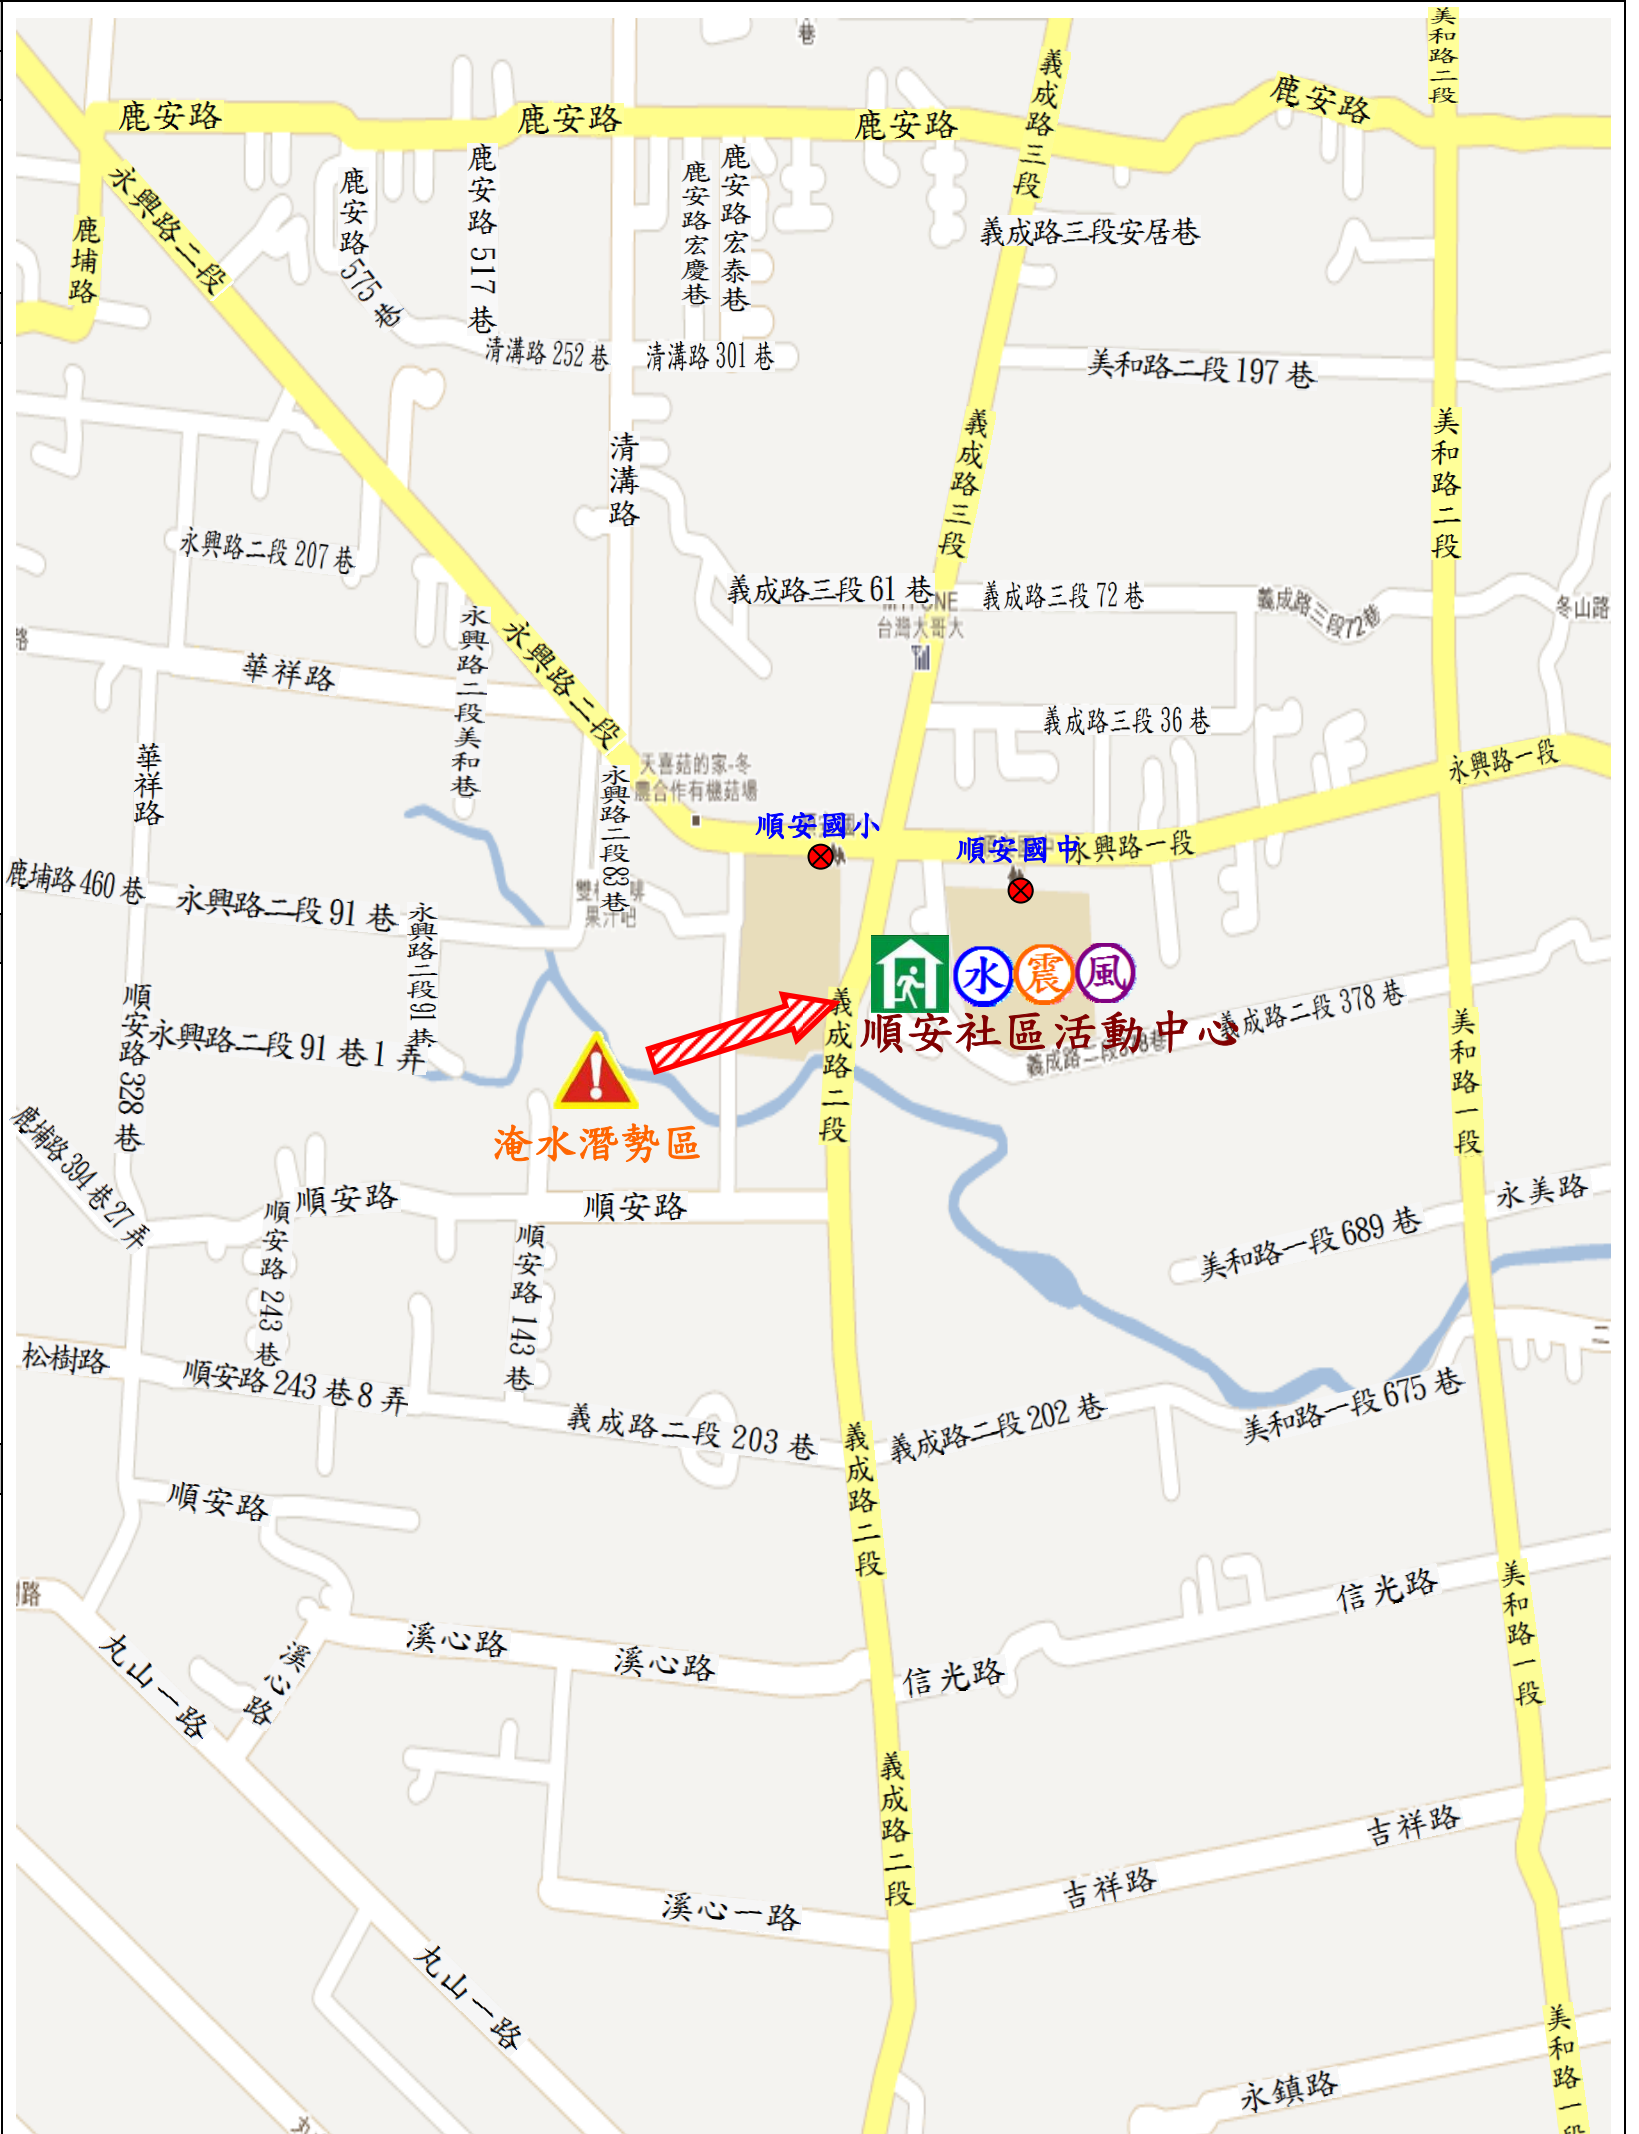 美和路二段
巷
義成路三段
鹿安路
鹿安路
鹿安路
鹿安路
永興路二段
鹿埔路
鹿安路575巷
鹿安路517巷
鹿安路宏慶巷
鹿安路宏泰巷
義成路三段安居巷
清溝路252巷
清溝路301巷
美和路二段197巷
清溝路
義成路三段
美和路二段
永興路二段207巷
義成路三段61巷
義成路三段72巷
義成路三段72巷
冬山路
台灣大哥大
路
華祥路
永興路二段美和巷
永興路二段
義成路三段36巷
華祥路
天喜菇的家-冬
農合作有機菇場
永興路二段83巷
永興路一段
順安國小
順安國中
永興路一段
鹿埔路460巷
永興路二段91巷
永興路二段91巷
果汁吧
水
震
風
順安社區活動中心
順安路328巷
永興路二段91巷1弄
義成路二段
義成路二段378巷
義成路二段378巷
美和路一段
淹水潛勢區
鹿埔路394巷27弄
順安路
順安路
永美路
順安路243巷
順安路143巷
美和路一段689巷
松樹路
順安路243巷8弄
義成路二段203巷
義成路二段
義成路二段202巷
美和路一段675巷
順安路
路
信光路
美和路一段
丸山一路
溪心路
溪心路
溪心路
信光路
義成路二段
吉祥路
吉祥路
溪心一路
丸山一路
美和路一段
永鎮路